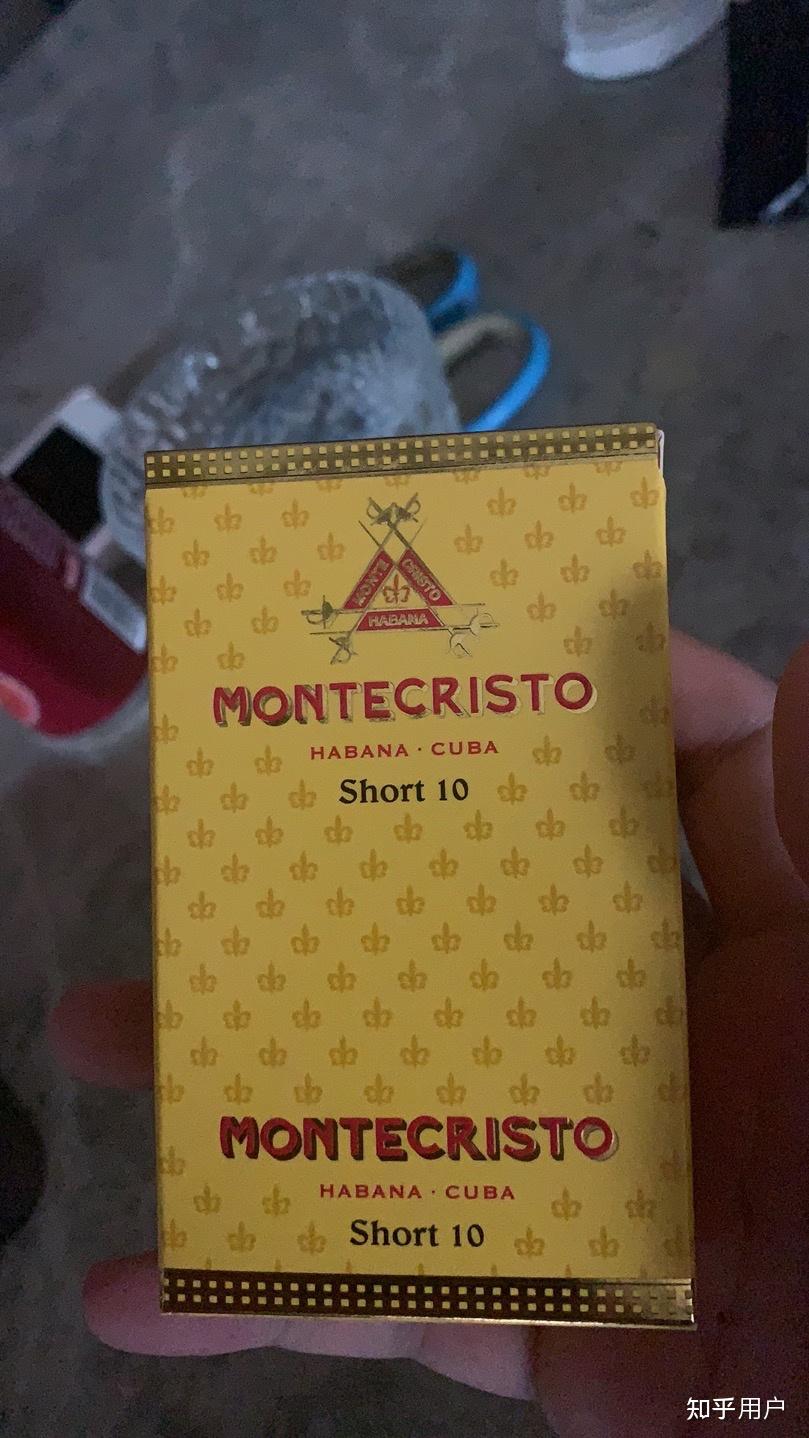 MONTE CRISTO
HABANA
MONTECRISTO
HABANA · CUBA
Short 10
MONTECRISTO
HABANA · CUBA
Short 10
知乎用户